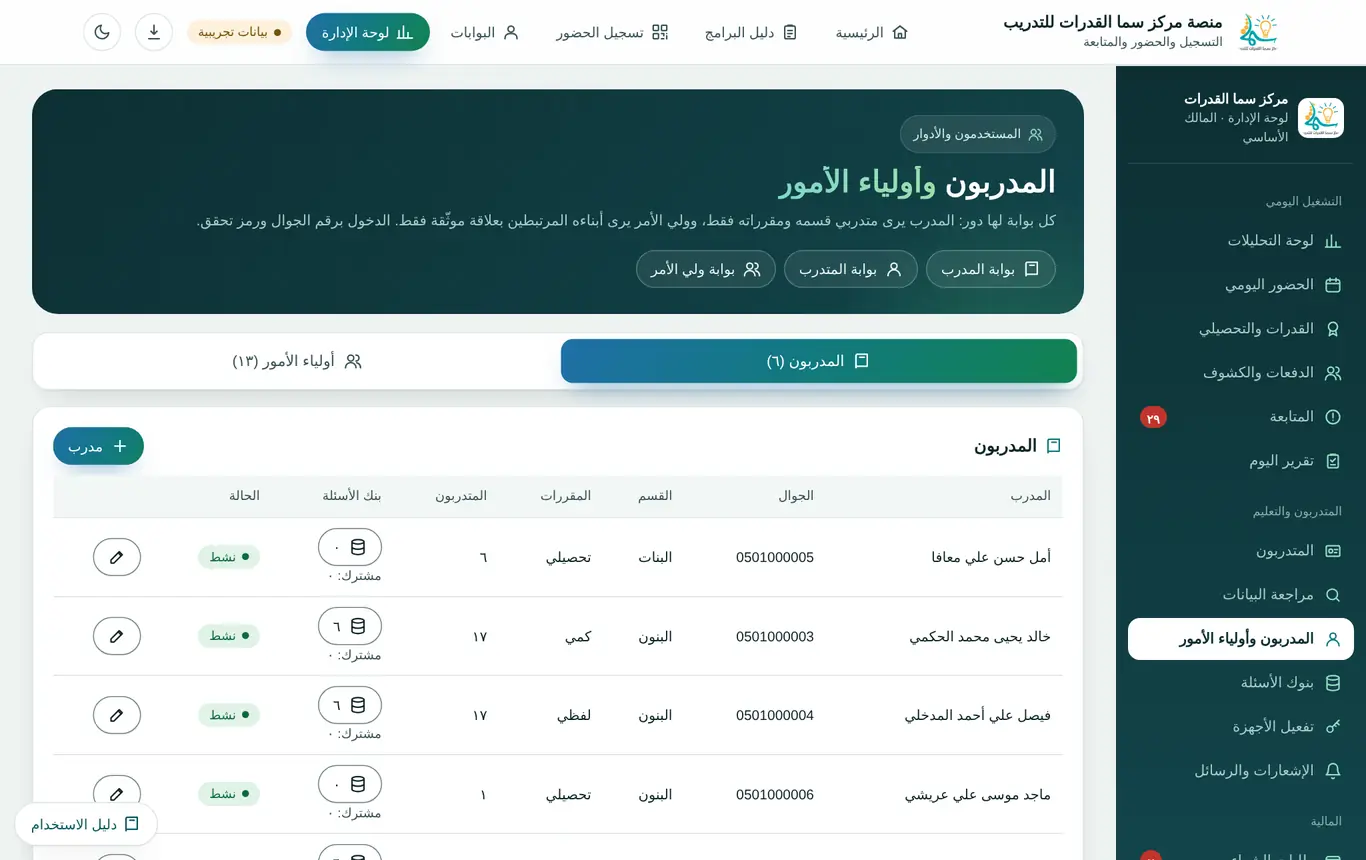 منصة مركز سما القدرات للتدريب
التسجيل والحضور والمتابعة
الرئيسية
دليل البرامج
تسجيل الحضور
البوابات
لوحة الإدارة
بيانات تجريبية
مركز سما القدرات
لوحة الإدارة · المالك
الأساسي
التشغيل اليومي
لوحة التحليلات
الحضور اليومي
القدرات والتحصيلي
الدفعات والكشوف
المتابعة ٢٩
تقرير اليوم
المتدربون والتعليم
المتدربون
مراجعة البيانات
المدربون وأولياء الأمور
بنوك الأسئلة
تفعيل الأجهزة
الإشعارات والرسائل
المالية
المستخدمون والأدوار
المدربون وأولياء الأمور
كل بوابة لها دور: المدرب يرى متدربي قسمه ومقرراته فقط، وولي الأمر يرى أبناءه المرتبطين بعلاقة موثّقة فقط. الدخول برقم الجوال ورمز تحقق.
بوابة المدرب
بوابة المتدرب
بوابة ولي الأمر
المدربون (٦)
أولياء الأمور (١٣)
المدربون
مدرب
المدرب الجوال القسم المقررات المتدربون بنك الأسئلة الحالة
أمل حسن علي معافا 0501000005 البنات تحصيلي ٦ ٠ نشط
مشترك: ٠
خالد يحيى محمد الحكمي 0501000003 البنون كمي ١٧ ٦ نشط
مشترك: ٠
فيصل علي أحمد المدخلي 0501000004 البنون لفظي ١٧ ٦ نشط
مشترك: ٠
ماجد موسى علي عريشي 0501000006 البنون تحصيلي ١ ٠ نشط
مشترك: ٠
دليل الاستخدام